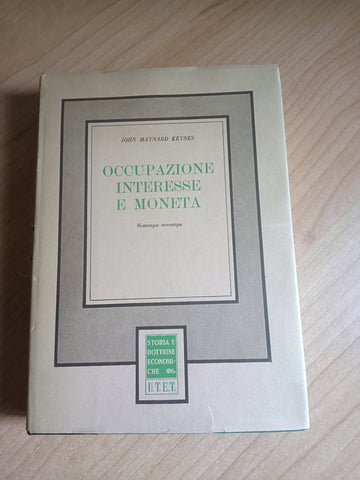 JOHN MAYNARD KEYNES
OCCUPAZIONE
INTERESSE
E MONETA
Ristampa stereotipa
STORIA E
DOTTRINE
ECONOMI-
CHE
U.T.E.T.